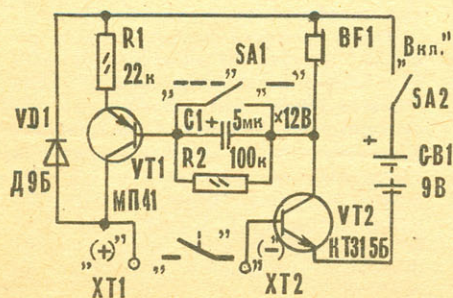 R1
22к
SA1
BF1
„Вкл."
SA2
VD1
Д9Б
C1 + 5мк ×12В
R2 100к
VT1
МП41
+
GB1
9В
VT2
КТ315Б
„(+)”
XT1
„(−)”
XT2